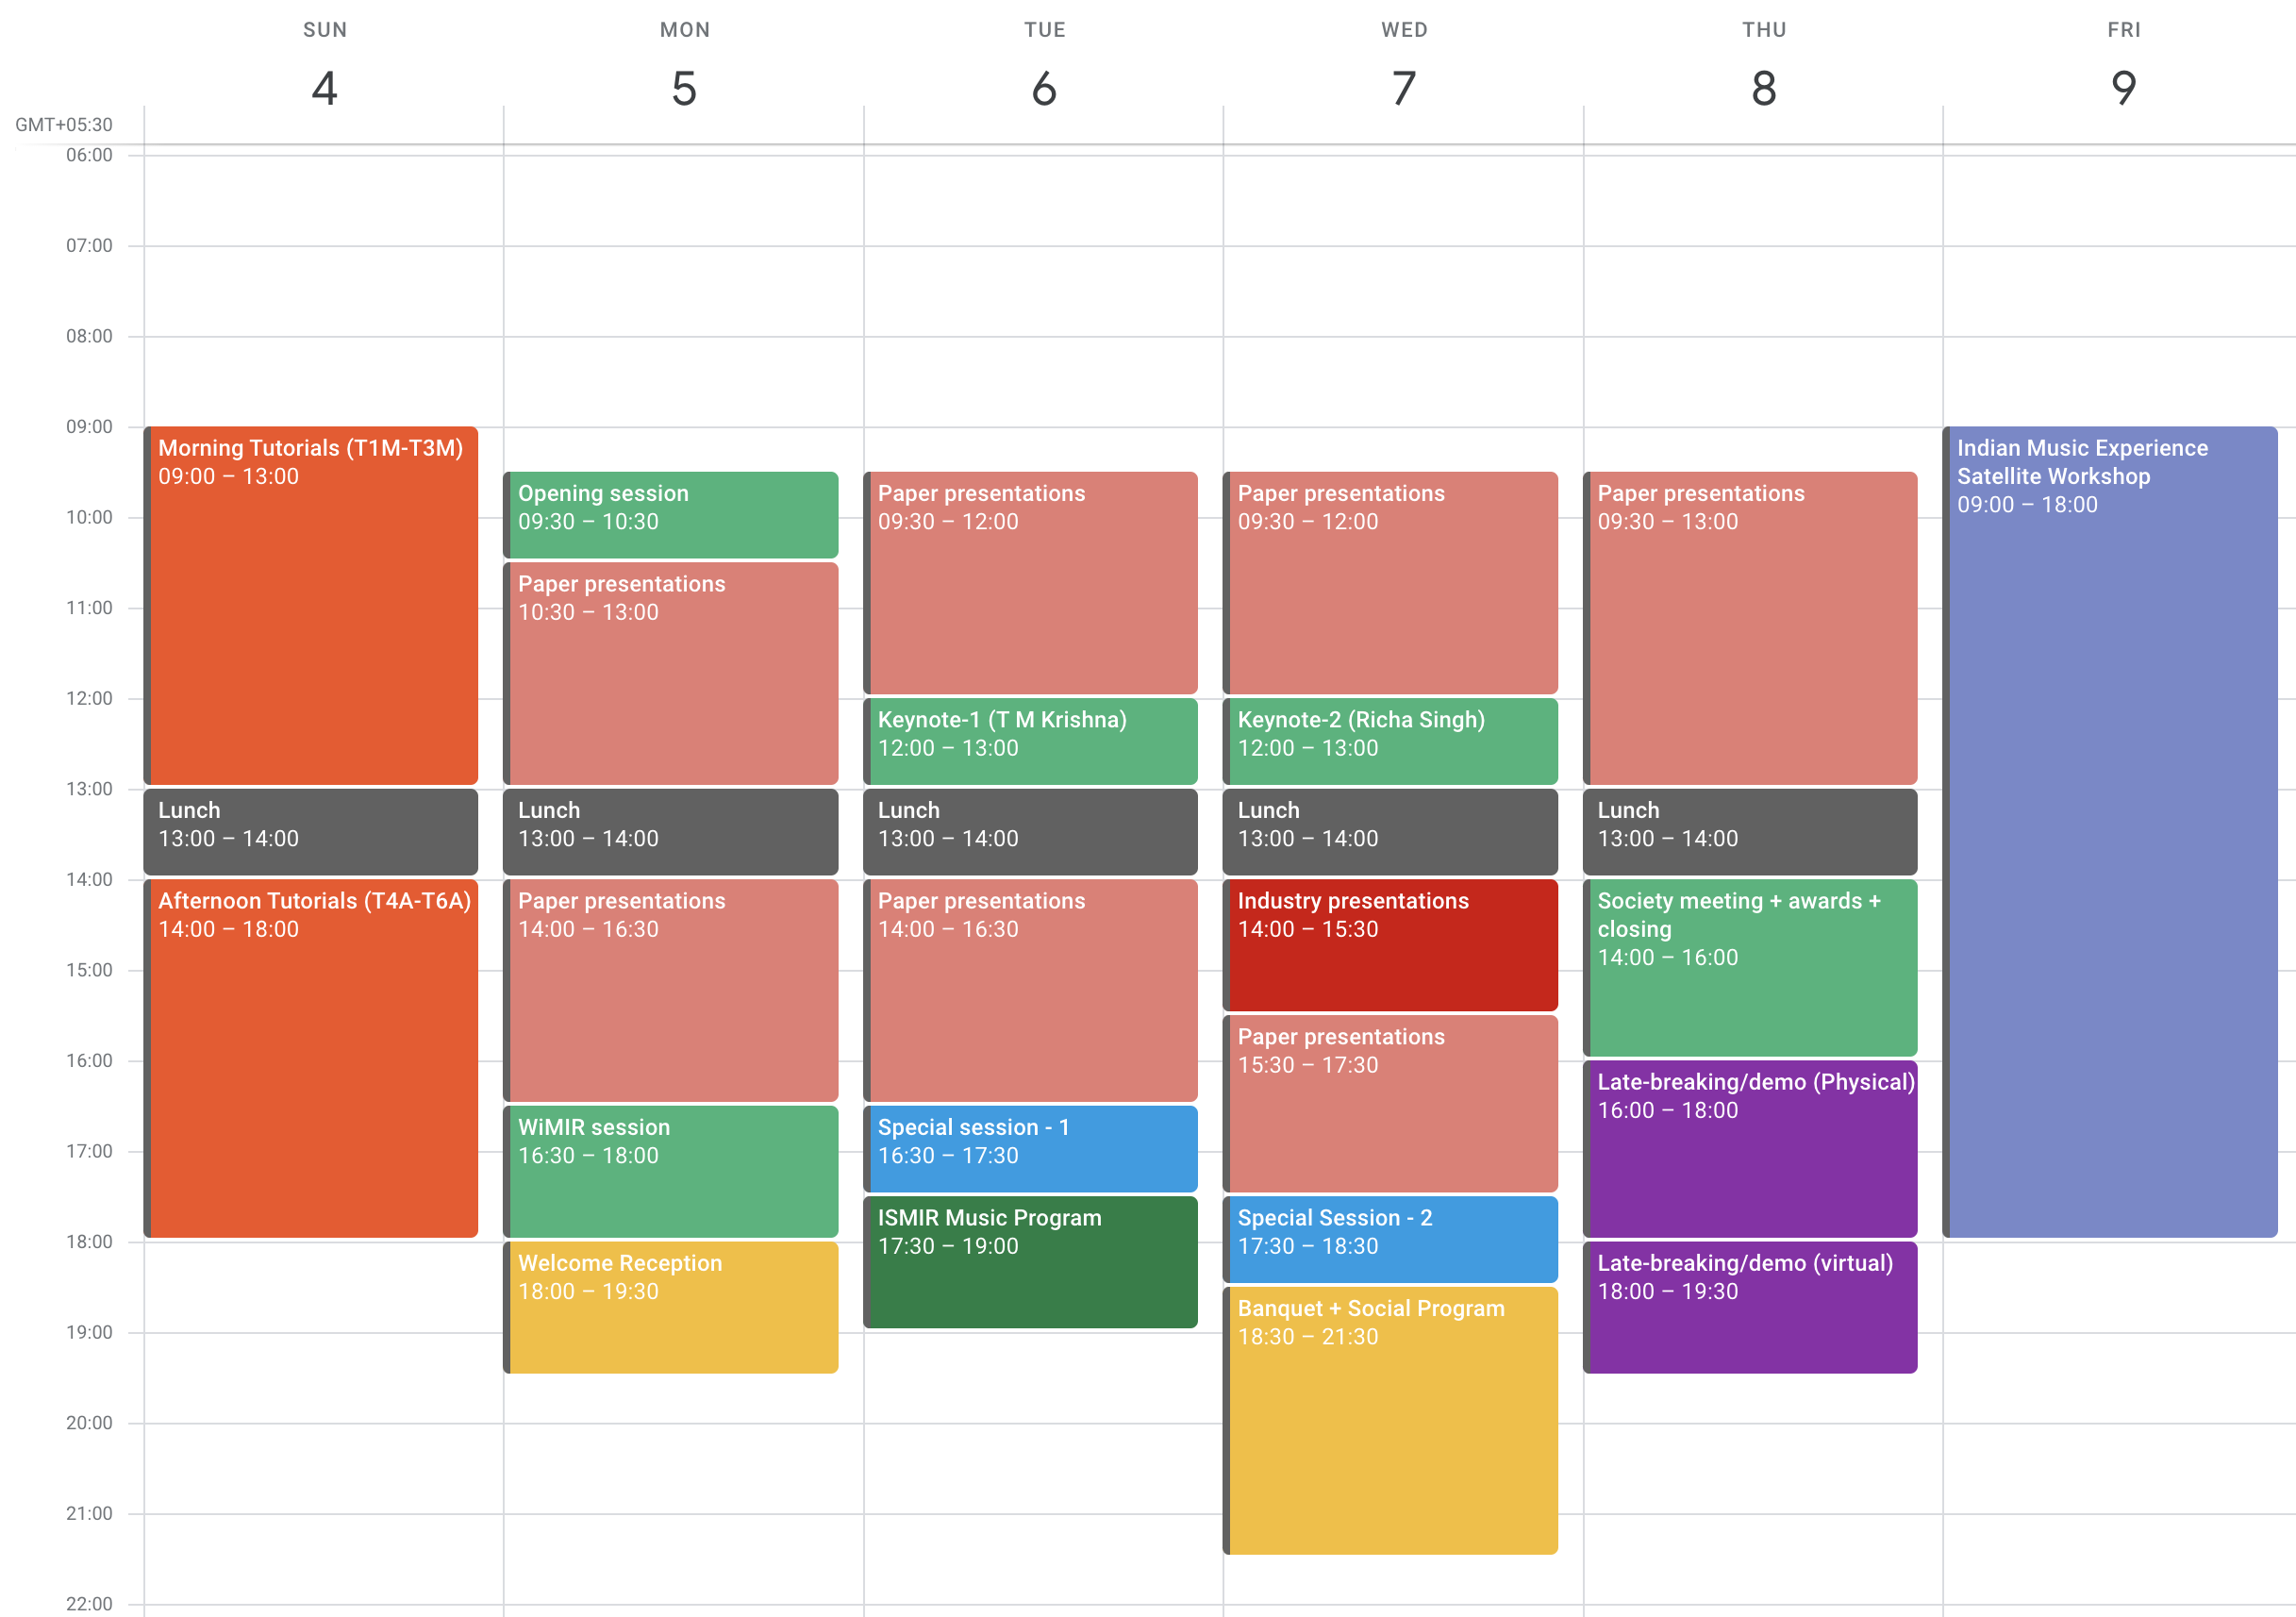 SUN
MON
TUE
WED
THU
FRI
4
5
6
7
8
9
GMT+05:30
06:00
07:00
08:00
09:00
10:00
11:00
12:00
13:00
14:00
15:00
16:00
17:00
18:00
19:00
20:00
21:00
22:00
Morning Tutorials (T1M-T3M)
09:00 – 13:00
Lunch
13:00 – 14:00
Afternoon Tutorials (T4A-T6A)
14:00 – 18:00
Opening session
09:30 – 10:30
Paper presentations
10:30 – 13:00
Lunch
13:00 – 14:00
Paper presentations
14:00 – 16:30
WiMIR session
16:30 – 18:00
Welcome Reception
18:00 – 19:30
Paper presentations
09:30 – 12:00
Keynote-1 (T M Krishna)
12:00 – 13:00
Lunch
13:00 – 14:00
Paper presentations
14:00 – 16:30
Special session - 1
16:30 – 17:30
ISMIR Music Program
17:30 – 19:00
Paper presentations
09:30 – 12:00
Keynote-2 (Richa Singh)
12:00 – 13:00
Lunch
13:00 – 14:00
Industry presentations
14:00 – 15:30
Paper presentations
15:30 – 17:30
Special Session - 2
17:30 – 18:30
Banquet + Social Program
18:30 – 21:30
Paper presentations
09:30 – 13:00
Lunch
13:00 – 14:00
Society meeting + awards +
closing
14:00 – 16:00
Late-breaking/demo (Physical)
16:00 – 18:00
Late-breaking/demo (virtual)
18:00 – 19:30
Indian Music Experience
Satellite Workshop
09:00 – 18:00